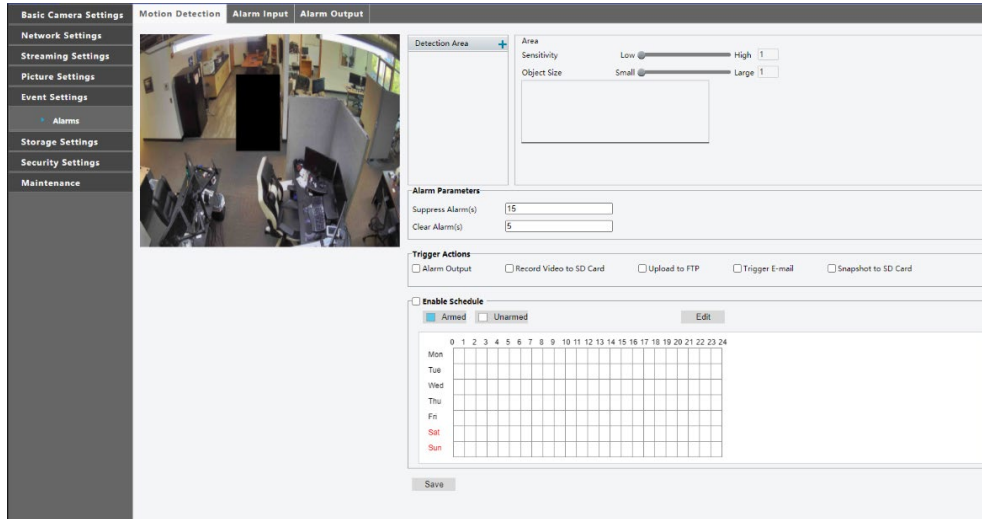 Basic Camera Settings
Network Settings
Streaming Settings
Picture Settings
Event Settings
Alarms
Storage Settings
Security Settings
Maintenance
Motion Detection Alarm Input Alarm Output
Detection Area +
Area
Sensitivity Low High 1
Object Size Small Large 1
Alarm Parameters
Suppress Alarm(s) 15
Clear Alarm(s) 5
Trigger Actions
Alarm Output Record Video to SD Card Upload to FTP Trigger E-mail Snapshot to SD Card
Enable Schedule
Armed Unarmed Edit
0 1 2 3 4 5 6 7 8 9 10 11 12 13 14 15 16 17 18 19 20 21 22 23 24
Mon
Tue
Wed
Thu
Fri
Sat
Sun
Save